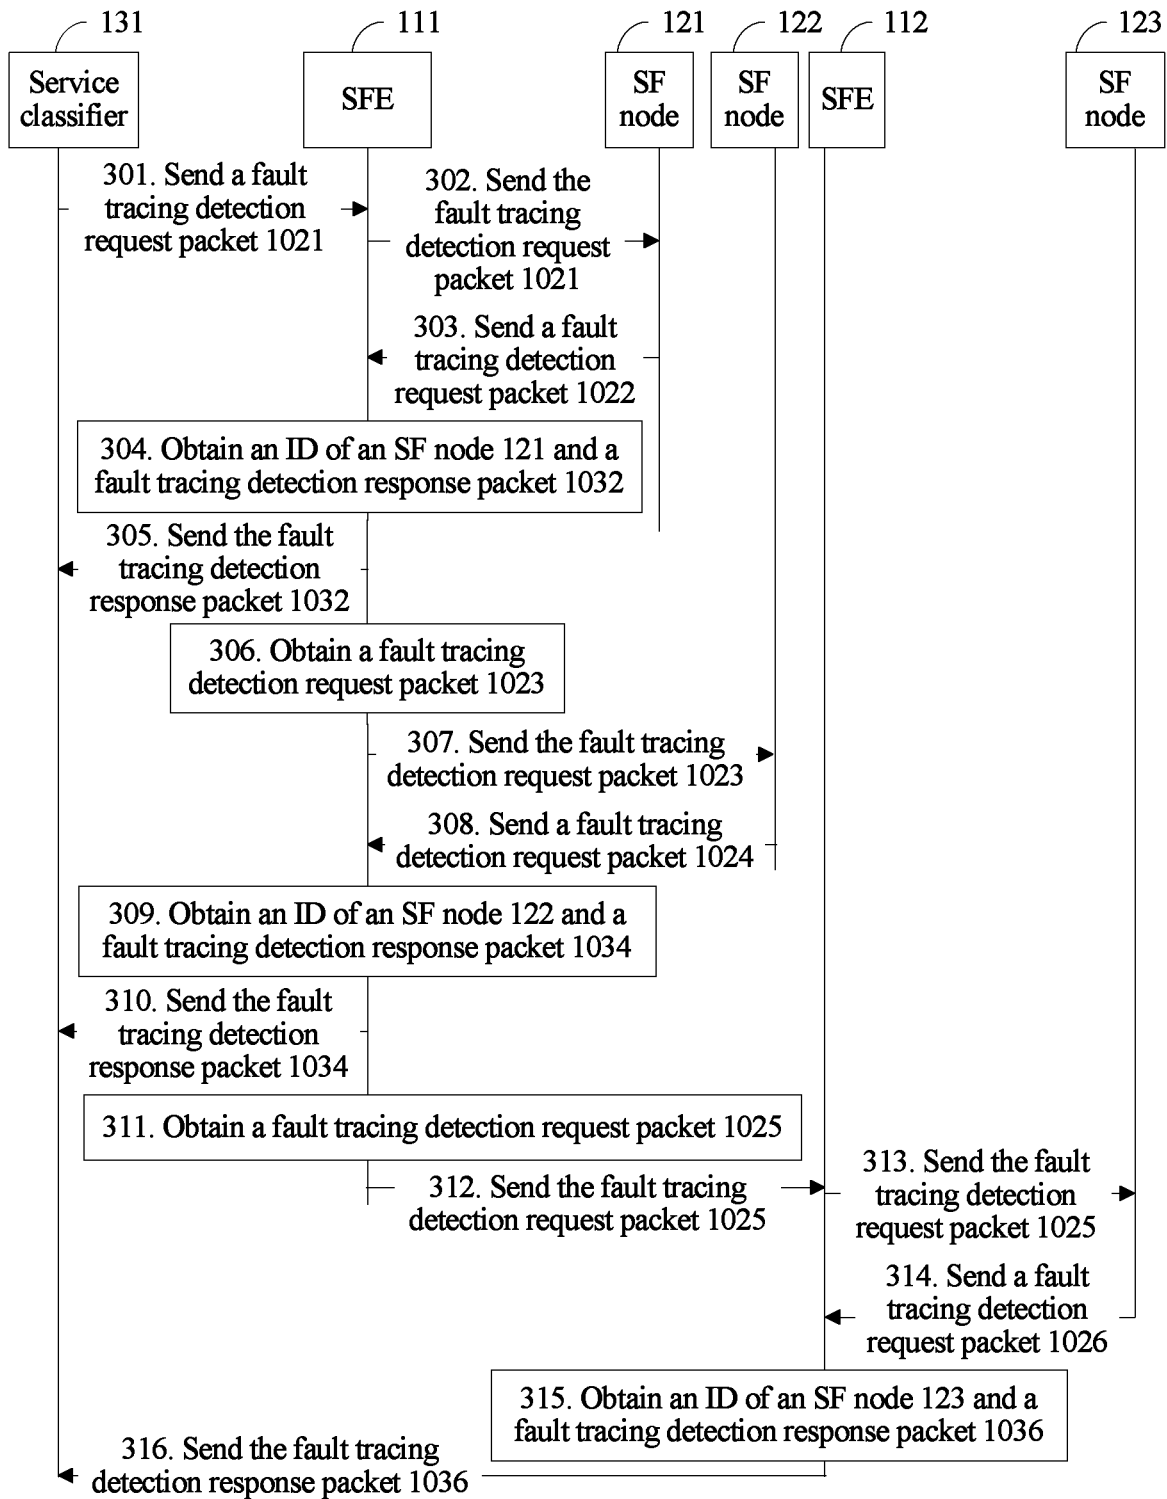 131
111
121
122
112
123
Service
classifier
SFE
SF
node
SF
node
SFE
SF
node
301. Send a fault
tracing detection
request packet 1021
302. Send the
fault tracing
detection request
packet 1021
303. Send a fault
tracing detection
request packet 1022
304. Obtain an ID of an SF node 121 and a
fault tracing detection response packet 1032
305. Send the fault
tracing detection
response packet 1032
306. Obtain a fault tracing
detection request packet 1023
307. Send the fault tracing
detection request packet 1023
308. Send a fault tracing
detection request packet 1024
309. Obtain an ID of an SF node 122 and a
fault tracing detection response packet 1034
310. Send the fault
tracing detection
response packet 1034
311. Obtain a fault tracing detection request packet 1025
312. Send the fault tracing
detection request packet 1025
313. Send the fault
tracing detection
request packet 1025
314. Send a fault
tracing detection
request packet 1026
315. Obtain an ID of an SF node 123 and a
fault tracing detection response packet 1036
316. Send the fault tracing
detection response packet 1036